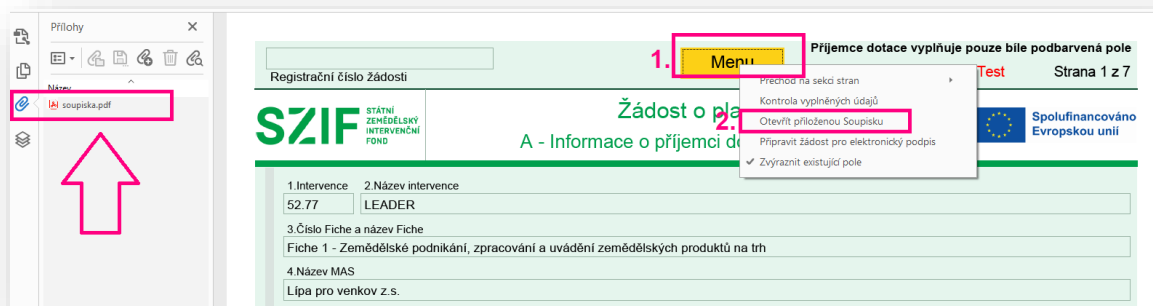 Přílohy
Název
soupiska.pdf
1.
Menu
Příjemce dotace vyplňuje pouze bíle podbarvená pole
Registrační číslo žádosti
Test
Strana 1 z 7
Přechod na sekci stran
Kontrola vyplněných údajů
2.
Otevřít přiloženou Soupisku
Připravit žádost pro elektronický podpis
Zvýraznit existující pole
SZIF
STÁTNÍ
ZEMĚDĚLSKÝ
INTERVENČNÍ
FOND
Žádost o pla
A - Informace o příjemci do
Spolufinancováno
Evropskou unií
1.Intervence 2.Název intervence
52.77 LEADER
3.Číslo Fiche a název Fiche
Fiche 1 - Zemědělské podnikání, zpracování a uvádění zemědělských produktů na trh
4.Název MAS
Lípa pro venkov z.s.